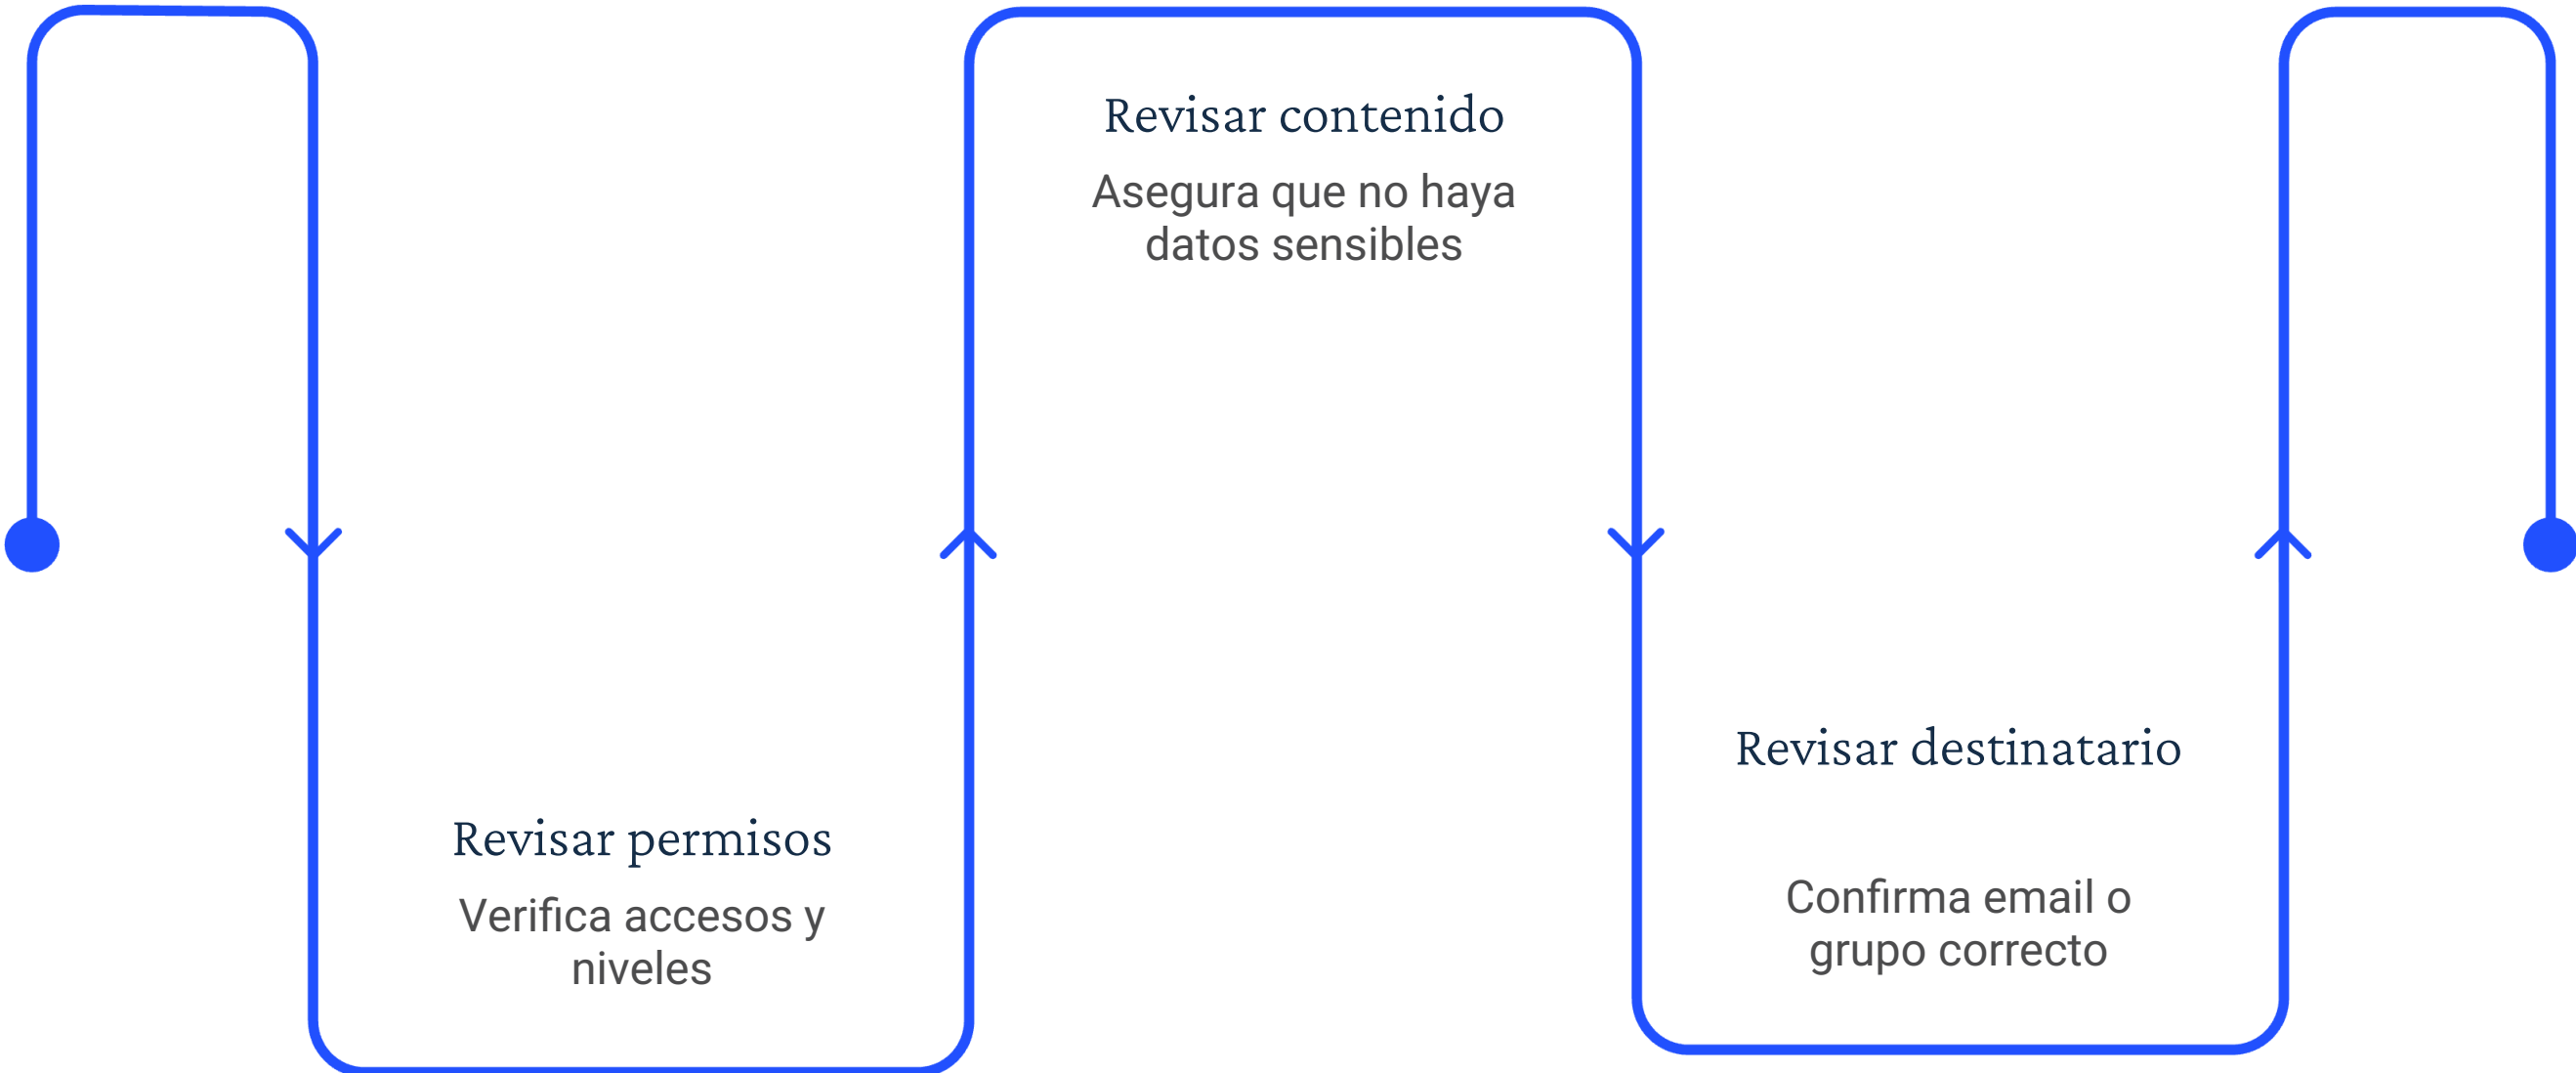 Revisar permisos
Verifica accesos y
niveles
Revisar contenido
Asegura que no haya
datos sensibles
Revisar destinatario
Confirma email o
grupo correcto